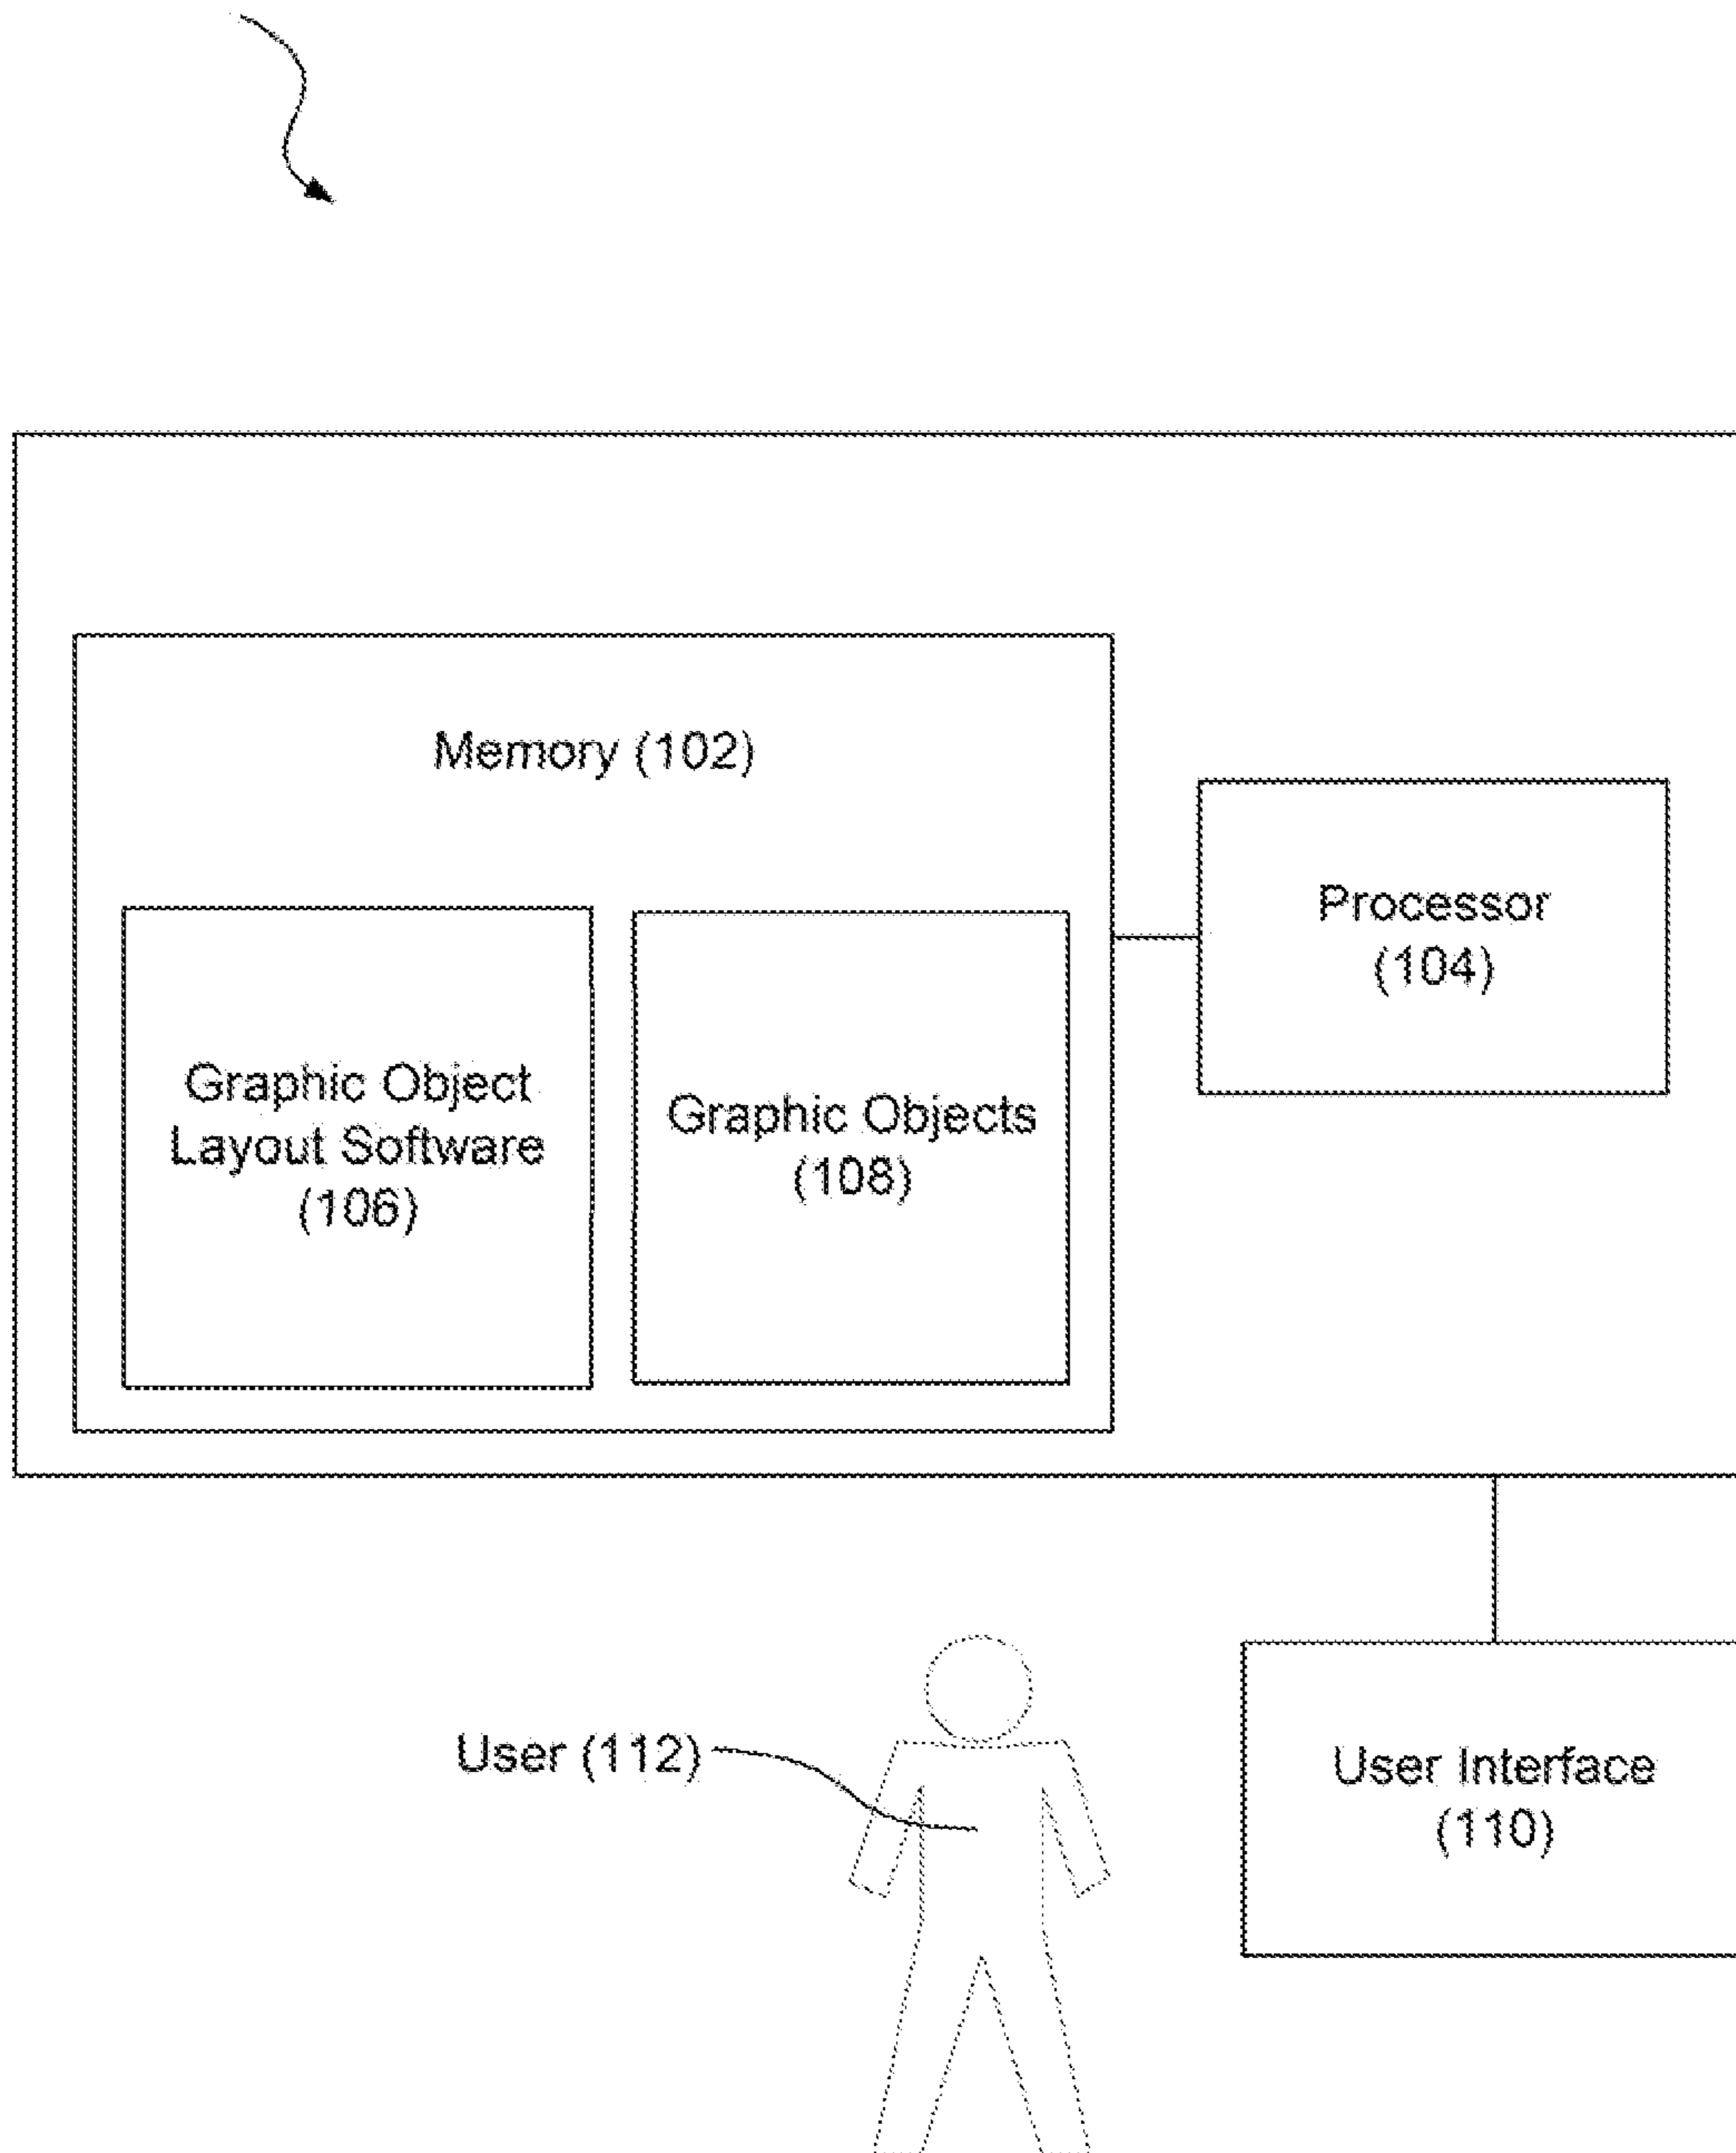 Memory (102)
Processor
(104)
Graphic Object
Layout Software
(106)
Graphic Objects
(108)
User (112)
User Interface
(110)